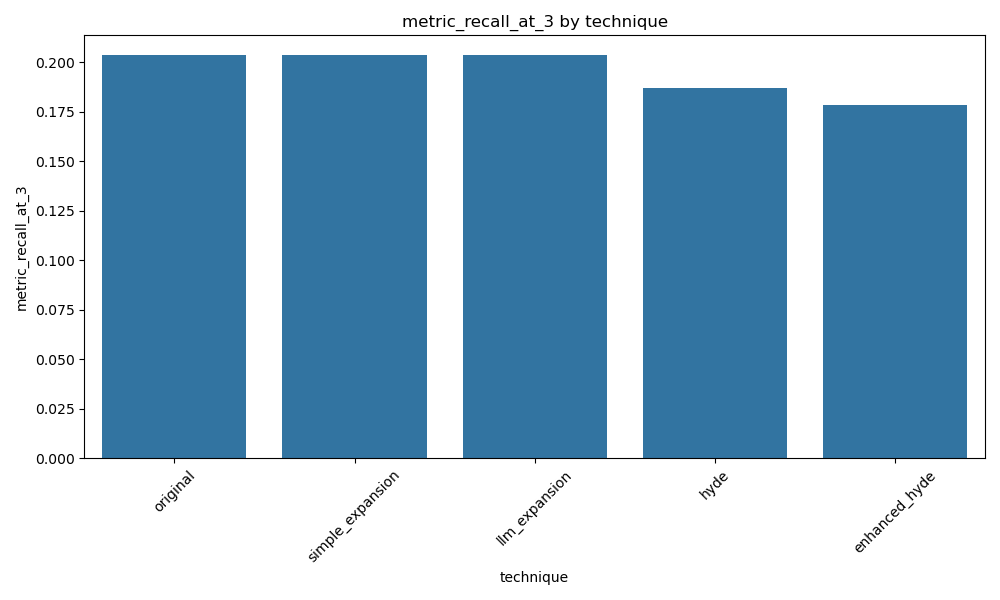 metric_recall_at_3 by technique
metric_recall_at_3
0.200
0.175
0.150
0.125
0.100
0.075
0.050
0.025
0.000
original
simple_expansion
llm_expansion
hyde
enhanced_hyde
technique